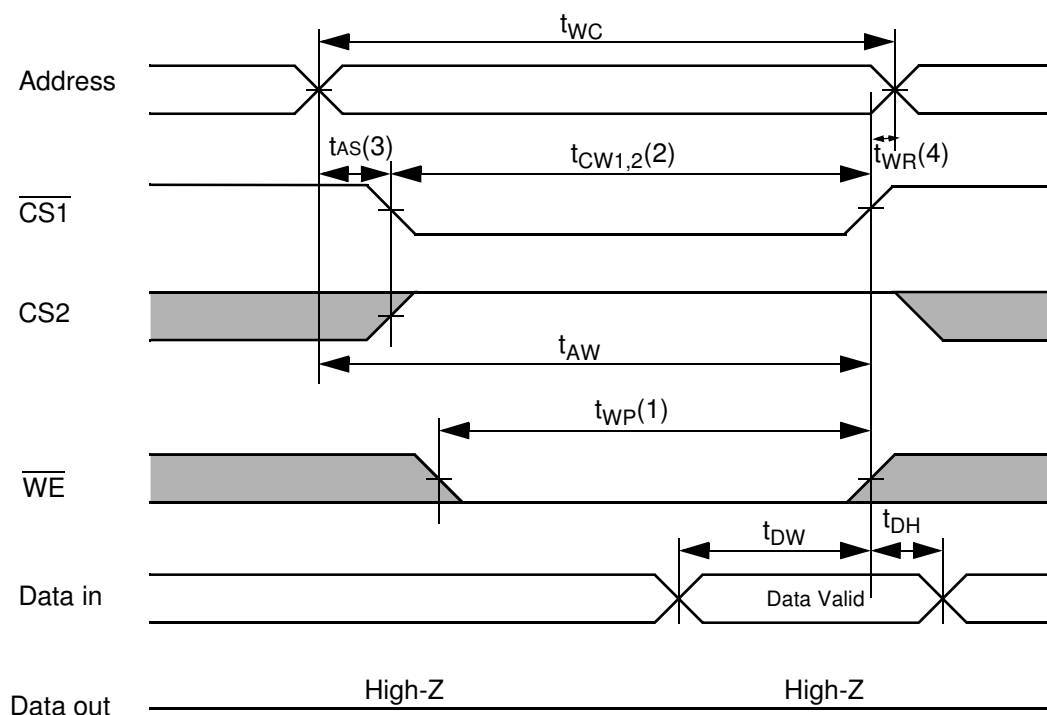 tWC
Address
tAS(3)
tCW1,2(2)
tWR(4)
CS1
CS2
tAW
tWP(1)
WE
tDW
tDH
Data in
Data Valid
High-Z
High-Z
Data out